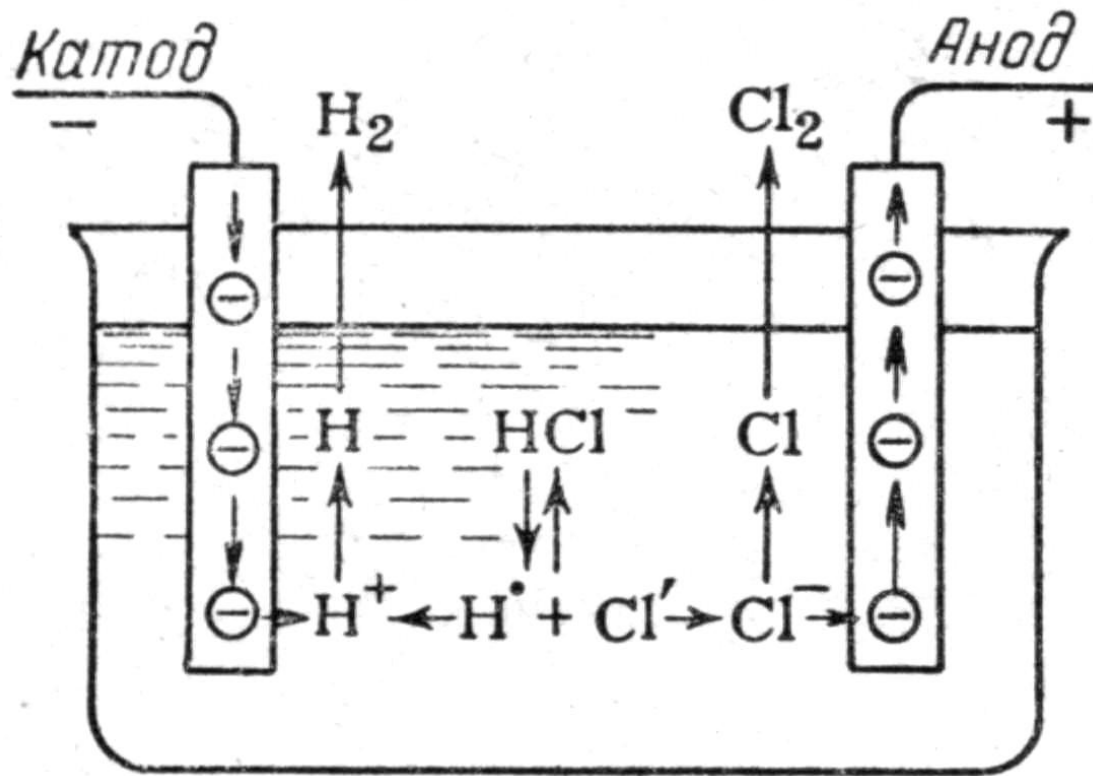 Катод Анод
− +
H₂ Cl₂
H HCl Cl
H⁺ ← H• + Cl′ → Cl⁻